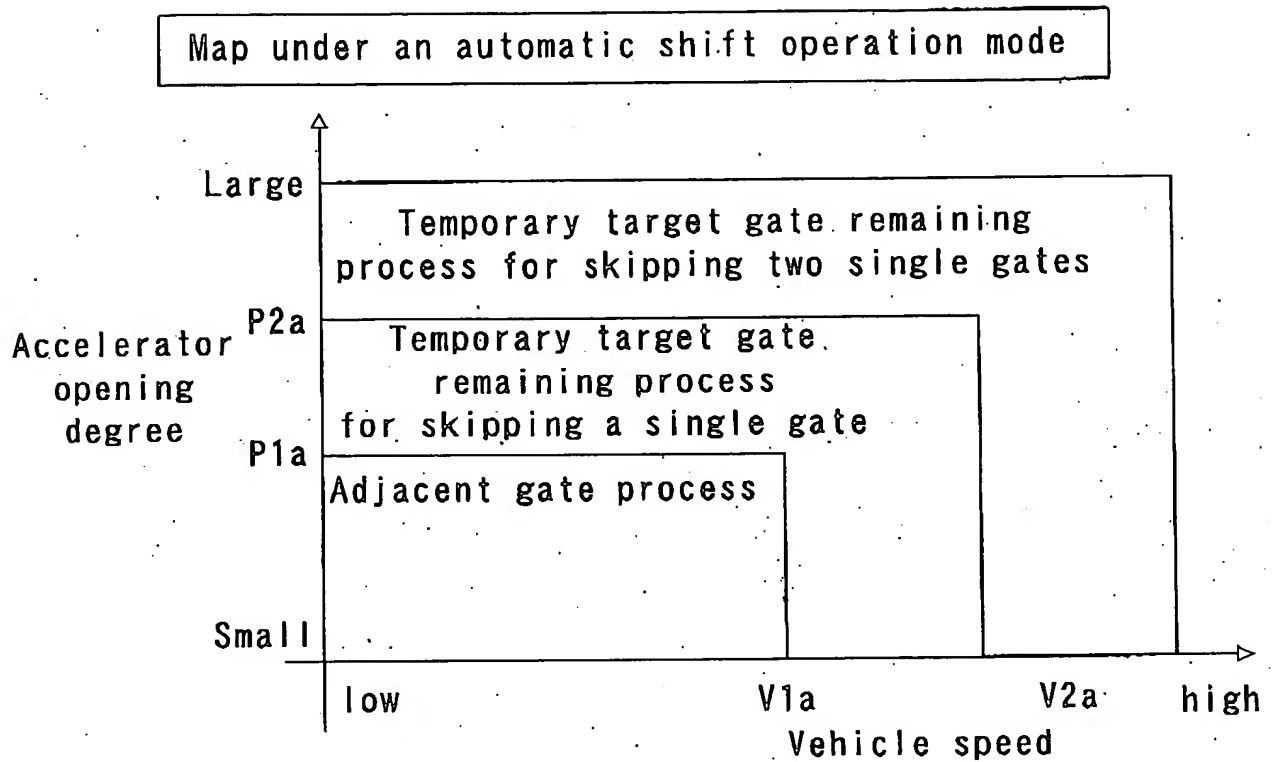 Map under an automatic shift operation mode
Large
Temporary target gate remaining
process for skipping two single gates
P2a
Temporary target gate
remaining process
for skipping a single gate
Accelerator
opening
degree
P1a
Adjacent gate process
Small
low
V1a
V2a
high
Vehicle speed